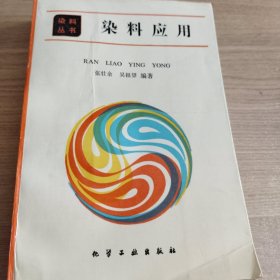 染料
丛书
染料应用
RAN LIAO YING YONG
张壮余 吴祖望 编著
化学工业出版社